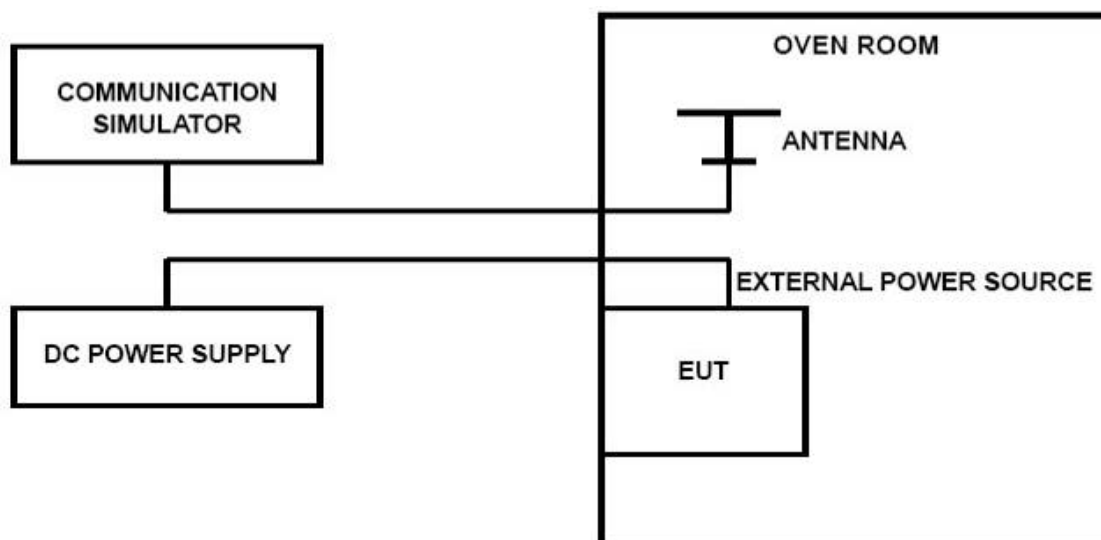 OVEN ROOM
COMMUNICATION
SIMULATOR
ANTENNA
EXTERNAL POWER SOURCE
DC POWER SUPPLY
EUT